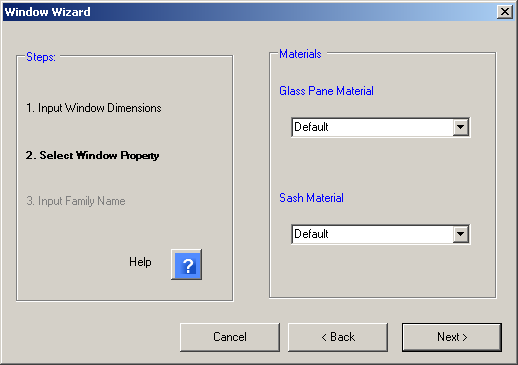 Window Wizard
Steps:
1. Input Window Dimensions
2. Select Window Property
3. Input Family Name
Help
?
Materials
Glass Pane Material
Default
Sash Material
Default
Cancel
< Back
Next >